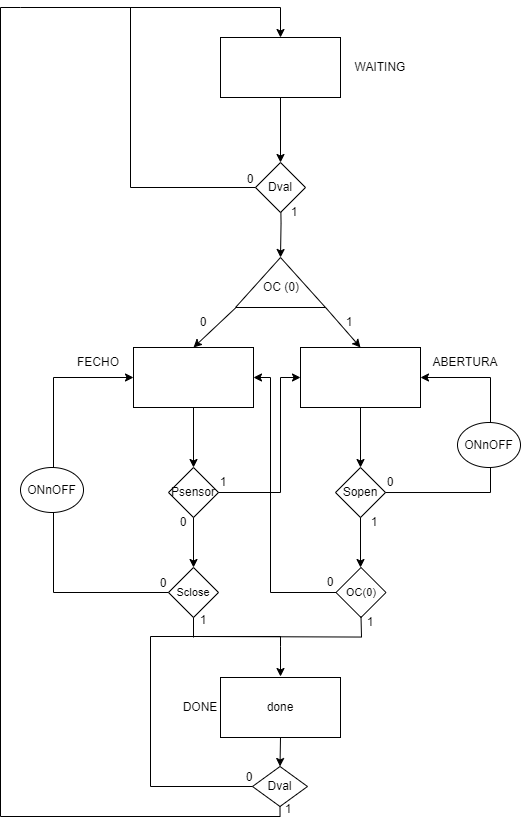 WAITING
0
Dval
1
OC (0)
0
1
FECHO
ABERTURA
ONnOFF
ONnOFF
Psensor
1
0
Sopen
0
1
0
Sclose
1
0
OC(0)
1
DONE
done
0
Dval
1